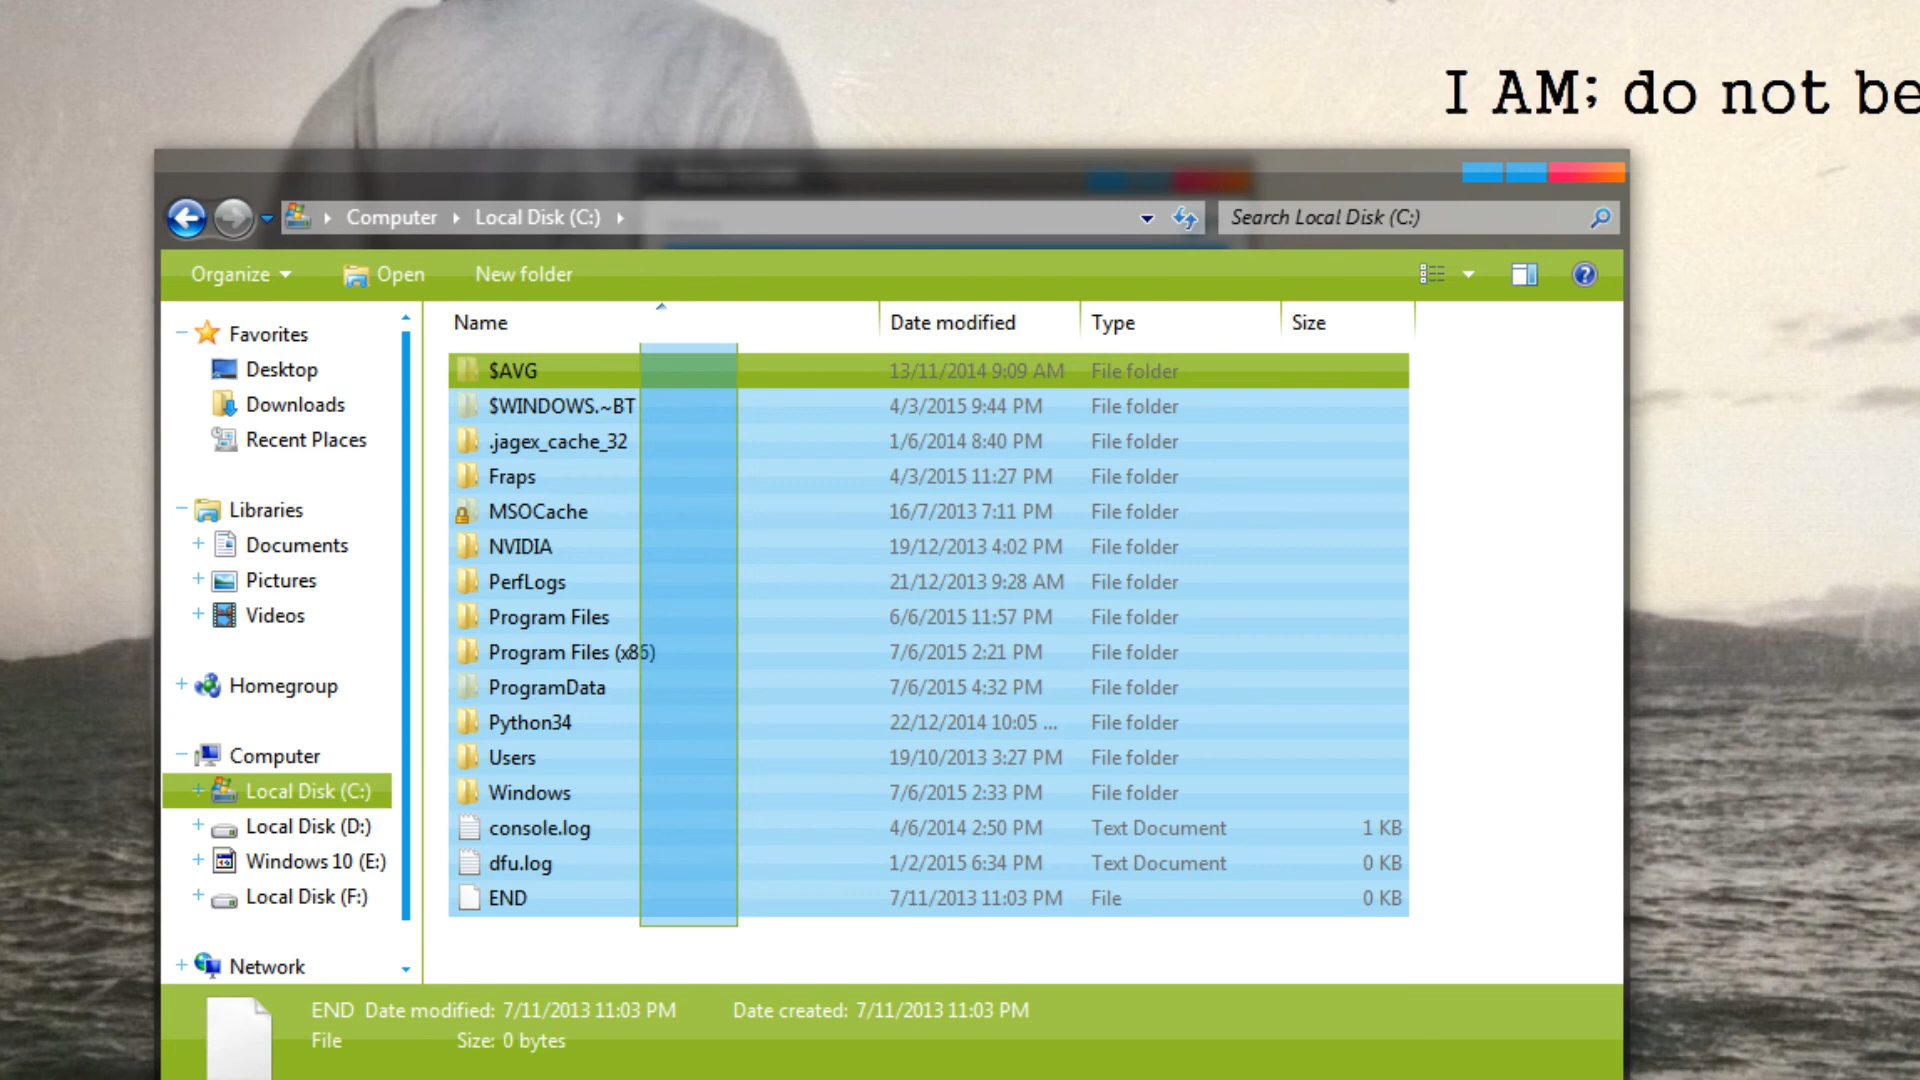 I AM; do not be
Computer Local Disk (C:)
Search Local Disk (C:)
Organize Open New folder
Favorites
Desktop
Downloads
Recent Places
Libraries
Documents
Pictures
Videos
Homegroup
Computer
Local Disk (C:)
Local Disk (D:)
Windows 10 (E:)
Local Disk (F:)
Network
Name Date modified Type Size
$AVG 13/11/2014 9:09 AM File folder
$WINDOWS.~BT 4/3/2015 9:44 PM File folder
.jagex_cache_32 1/6/2014 8:40 PM File folder
Fraps 4/3/2015 11:27 PM File folder
MSOCache 16/7/2013 7:11 PM File folder
NVIDIA 19/12/2013 4:02 PM File folder
PerfLogs 21/12/2013 9:28 AM File folder
Program Files 6/6/2015 11:57 PM File folder
Program Files (x86) 7/6/2015 2:21 PM File folder
ProgramData 7/6/2015 4:32 PM File folder
Python34 22/12/2014 10:05 ... File folder
Users 19/10/2013 3:27 PM File folder
Windows 7/6/2015 2:33 PM File folder
console.log 4/6/2014 2:50 PM Text Document 1 KB
dfu.log 1/2/2015 6:34 PM Text Document 0 KB
END 7/11/2013 11:03 PM File 0 KB
END Date modified: 7/11/2013 11:03 PM Date created: 7/11/2013 11:03 PM
File Size: 0 bytes